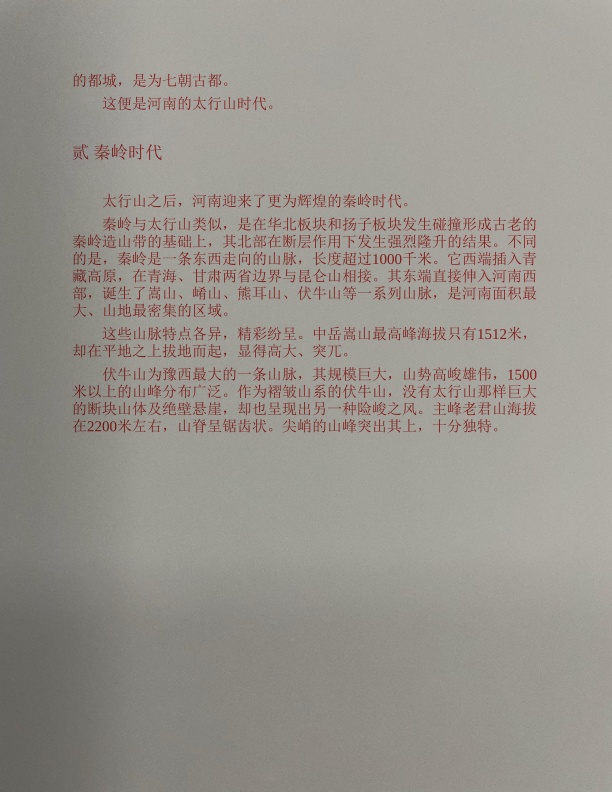 的都城，是为七朝古都。
这便是河南的太行山时代。
贰 秦岭时代
太行山之后，河南迎来了更为辉煌的秦岭时代。
秦岭与太行山类似，是在华北板块和扬子板块发生碰撞形成古老的
秦岭造山带的基础上，其北部在断层作用下发生强烈隆升的结果。不同
的是，秦岭是一条东西走向的山脉，长度超过1000千米。它西端插入青
藏高原，在青海、甘肃两省边界与昆仑山相接。其东端直接伸入河南西
部，诞生了嵩山、崤山、熊耳山、伏牛山等一系列山脉，是河南面积最
大、山地最密集的区域。
这些山脉特点各异，精彩纷呈。中岳嵩山最高峰海拔只有1512米，
却在平地之上拔地而起，显得高大、突兀。
伏牛山为豫西最大的一条山脉，其规模巨大，山势高峻雄伟，1500
米以上的山峰分布广泛。作为褶皱山系的伏牛山，没有太行山那样巨大
的断块山体及绝壁悬崖，却也呈现出另一种险峻之风。主峰老君山海拔
在2200米左右，山脊呈锯齿状。尖峭的山峰突出其上，十分独特。